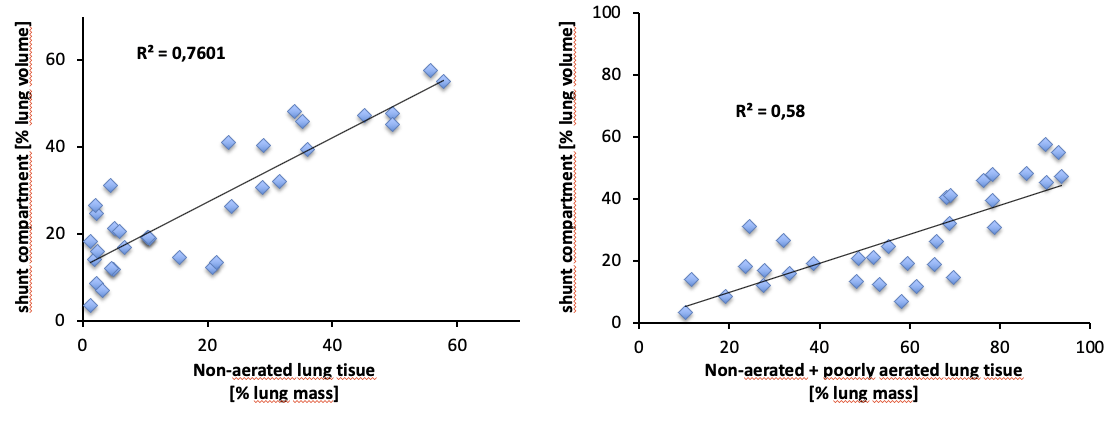 shunt compartment [% lung volume]
R² = 0,7601
60
40
20
0
0 20 40 60
Non-aerated lung tisue
[% lung mass]
shunt compartment [% lung volume]
100
80
R² = 0,58
60
40
20
0
0 20 40 60 80 100
Non-aerated + poorly aerated lung tisue
[% lung mass]